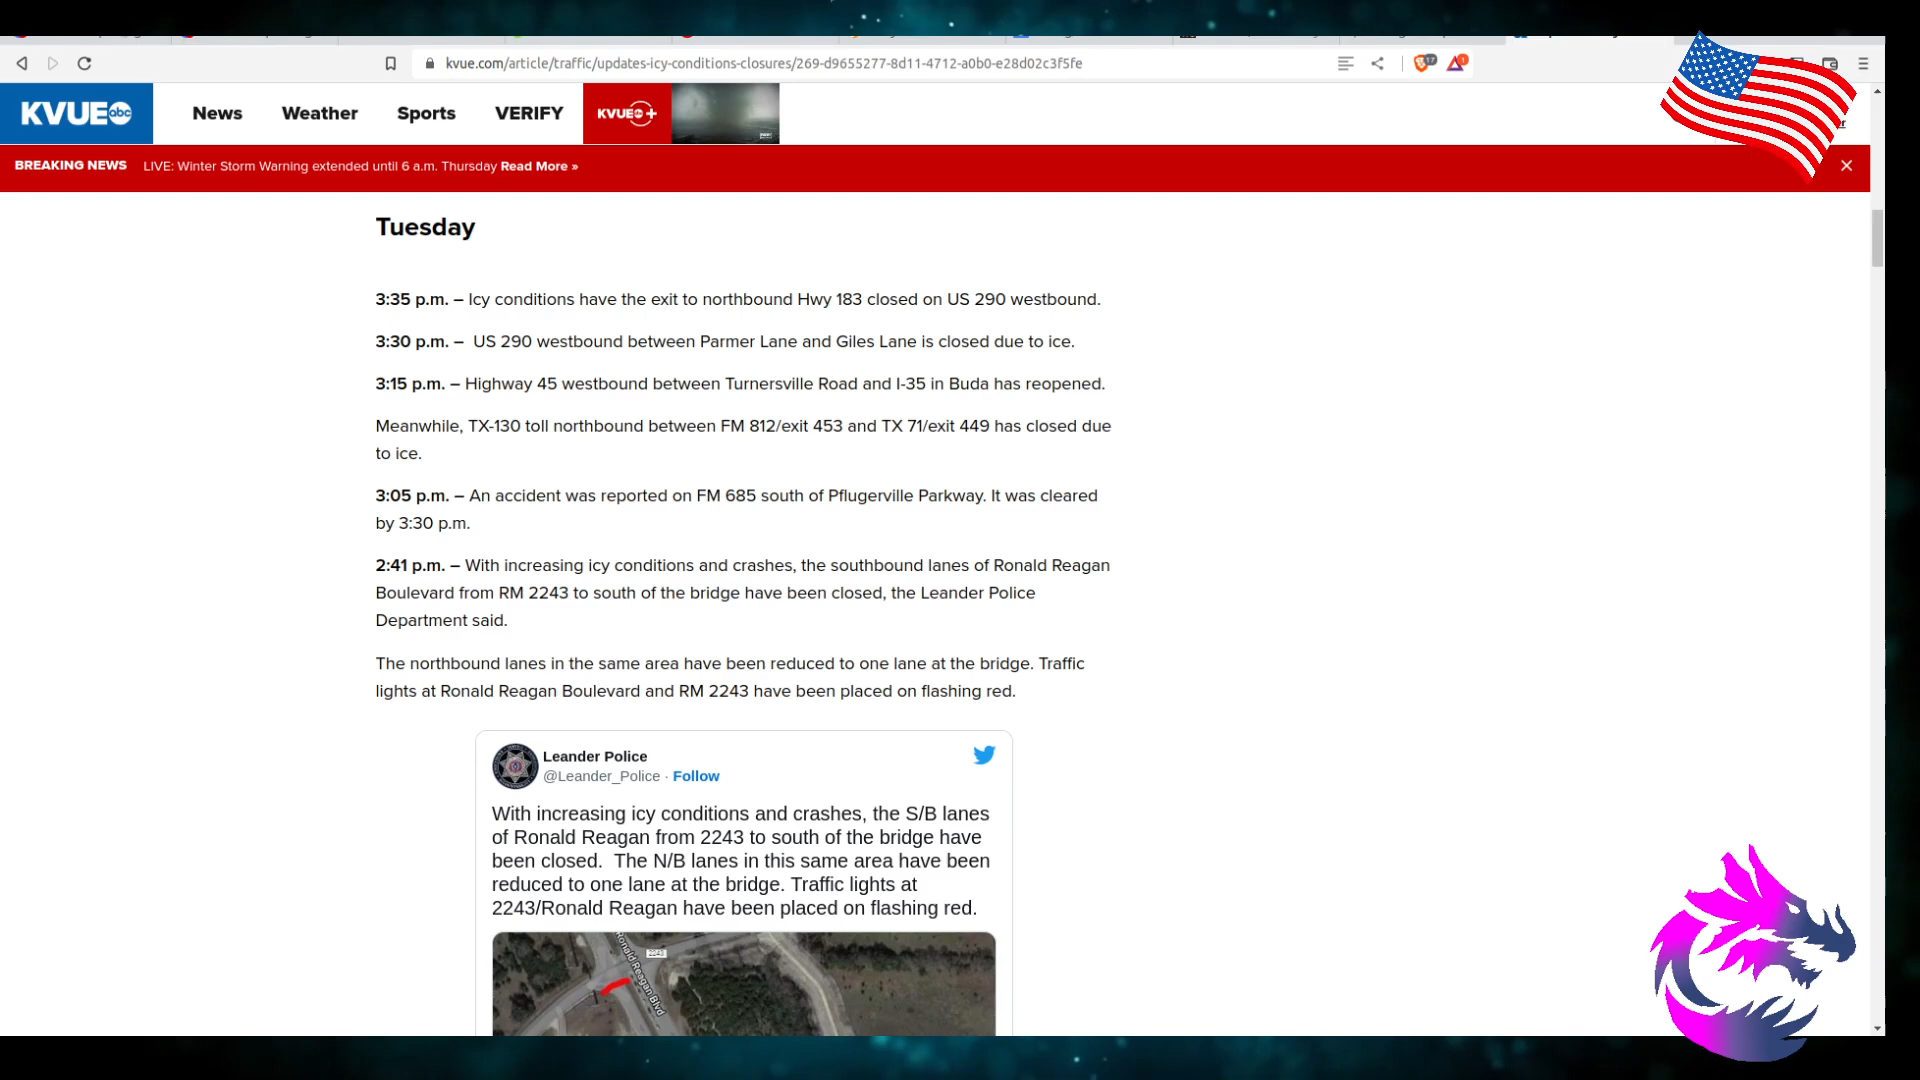 kvue.com/article/traffic/updates-icy-conditions-closures/269-d9655277-8d11-4712-a0b0-e28d02c3f5fe
17
1
KVUE abc
News
Weather
Sports
VERIFY
KVUE +
BREAKING NEWS LIVE: Winter Storm Warning extended until 6 a.m. Thursday Read More »
Tuesday
3:35 p.m. – Icy conditions have the exit to northbound Hwy 183 closed on US 290 westbound.
3:30 p.m. – US 290 westbound between Parmer Lane and Giles Lane is closed due to ice.
3:15 p.m. – Highway 45 westbound between Turnersville Road and I-35 in Buda has reopened.
Meanwhile, TX-130 toll northbound between FM 812/exit 453 and TX 71/exit 449 has closed due
to ice.
3:05 p.m. – An accident was reported on FM 685 south of Pflugerville Parkway. It was cleared
by 3:30 p.m.
2:41 p.m. – With increasing icy conditions and crashes, the southbound lanes of Ronald Reagan
Boulevard from RM 2243 to south of the bridge have been closed, the Leander Police
Department said.
The northbound lanes in the same area have been reduced to one lane at the bridge. Traffic
lights at Ronald Reagan Boulevard and RM 2243 have been placed on flashing red.
Leander Police
@Leander_Police · Follow
With increasing icy conditions and crashes, the S/B lanes
of Ronald Reagan from 2243 to south of the bridge have
been closed. The N/B lanes in this same area have been
reduced to one lane at the bridge. Traffic lights at
2243/Ronald Reagan have been placed on flashing red.
2243
Ronald Reagan Blvd